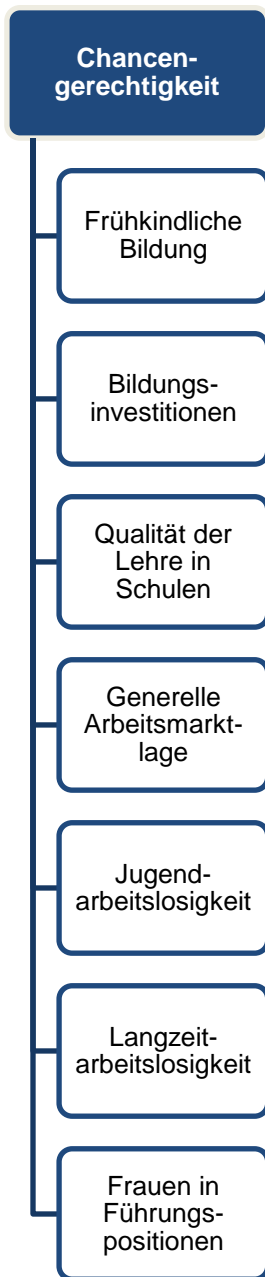 Chancen-
gerechtigkeit
Frühkindliche
Bildung
Bildungs-
investitionen
Qualität der
Lehre in
Schulen
Generelle
Arbeitsmarkt-
lage
Jugend-
arbeitslosigkeit
Langzeit-
arbeitslosigkeit
Frauen in
Führungs-
positionen